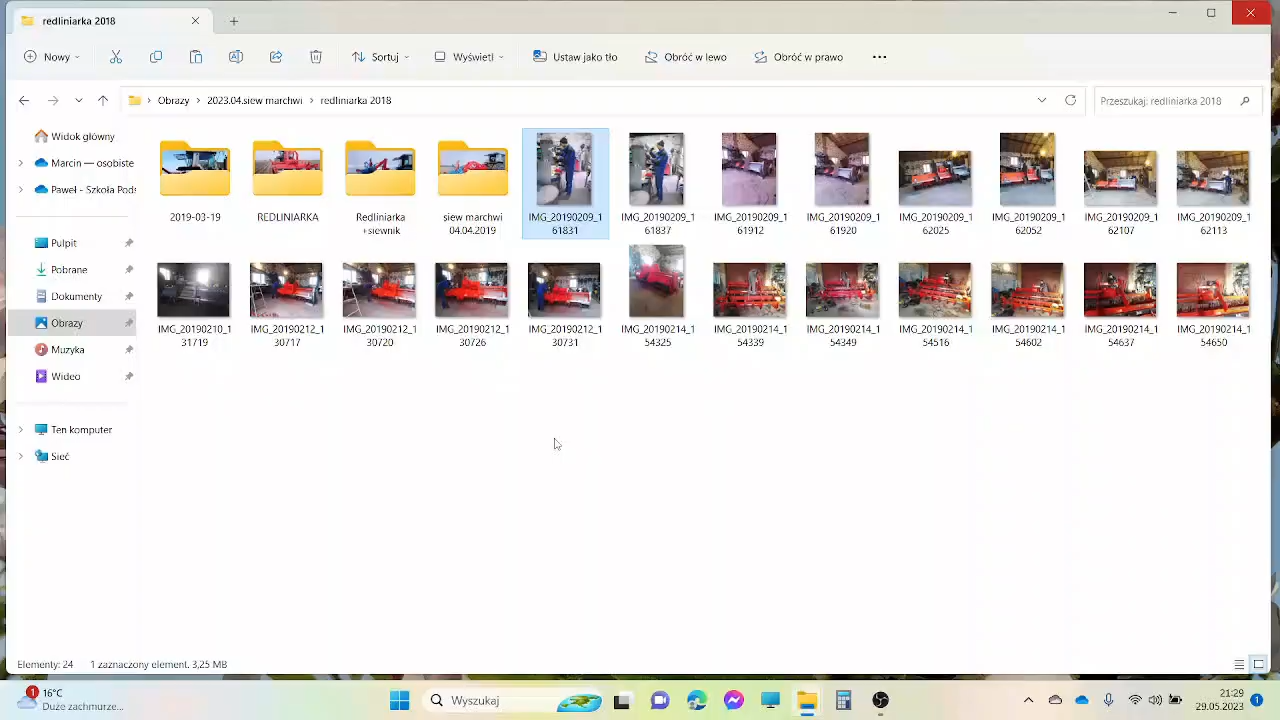 redliniarka 2018
Nowy
Sortuj
Wyświetl
Ustaw jako tło
Obróć w lewo
Obróć w prawo
Obrazy
2023.04.siew marchwi
redliniarka 2018
Przeszukaj: redliniarka 2018
Widok główny
Marcin — osobiste
Paweł - Szkoła Pods
Pulpit
Pobrane
Dokumenty
Obrazy
Muzyka
Wideo
Ten komputer
Sieć
2019-03-19
REDLINIARKA
Redliniarka
+siewnik
siew marchwi
04.04.2019
IMG_20190209_1
61831
IMG_20190209_1
61837
IMG_20190209_1
61912
IMG_20190209_1
61920
IMG_20190209_1
62025
IMG_20190209_1
62052
IMG_20190209_1
62107
IMG_20190209_1
62113
IMG_20190210_1
31719
IMG_20190212_1
30717
IMG_20190212_1
30720
IMG_20190212_1
30726
IMG_20190212_1
30731
IMG_20190214_1
54325
IMG_20190214_1
54339
IMG_20190214_1
54349
IMG_20190214_1
54516
IMG_20190214_1
54602
IMG_20190214_1
54637
IMG_20190214_1
54650
Elementy: 24
1 zaznaczony element. 3,25 MB
1
16°C
Duże zachmurze...
Wyszukaj
21:29
29.05.2023
1